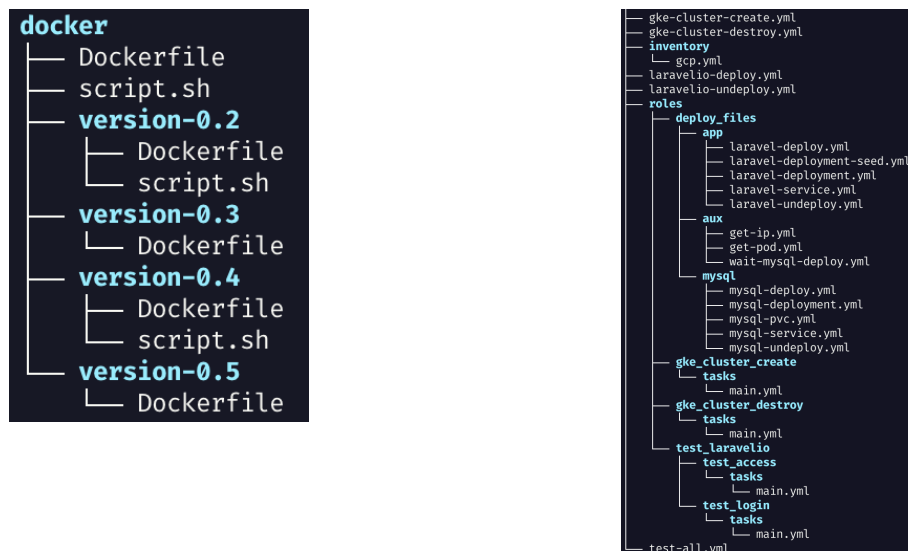 docker
Dockerfile
script.sh
version-0.2
Dockerfile
script.sh
version-0.3
Dockerfile
version-0.4
Dockerfile
script.sh
version-0.5
Dockerfile
gke-cluster-create.yml
gke-cluster-destroy.yml
inventory
gcp.yml
laravelio-deploy.yml
laravelio-undeploy.yml
roles
deploy_files
app
laravel-deploy.yml
laravel-deployment-seed.yml
laravel-deployment.yml
laravel-service.yml
laravel-undeploy.yml
aux
get-ip.yml
get-pod.yml
wait-mysql-deploy.yml
mysql
mysql-deploy.yml
mysql-deployment.yml
mysql-pvc.yml
mysql-service.yml
mysql-undeploy.yml
gke_cluster_create
tasks
main.yml
gke_cluster_destroy
tasks
main.yml
test_laravelio
test_access
tasks
main.yml
test_login
tasks
main.yml
test-all.yml